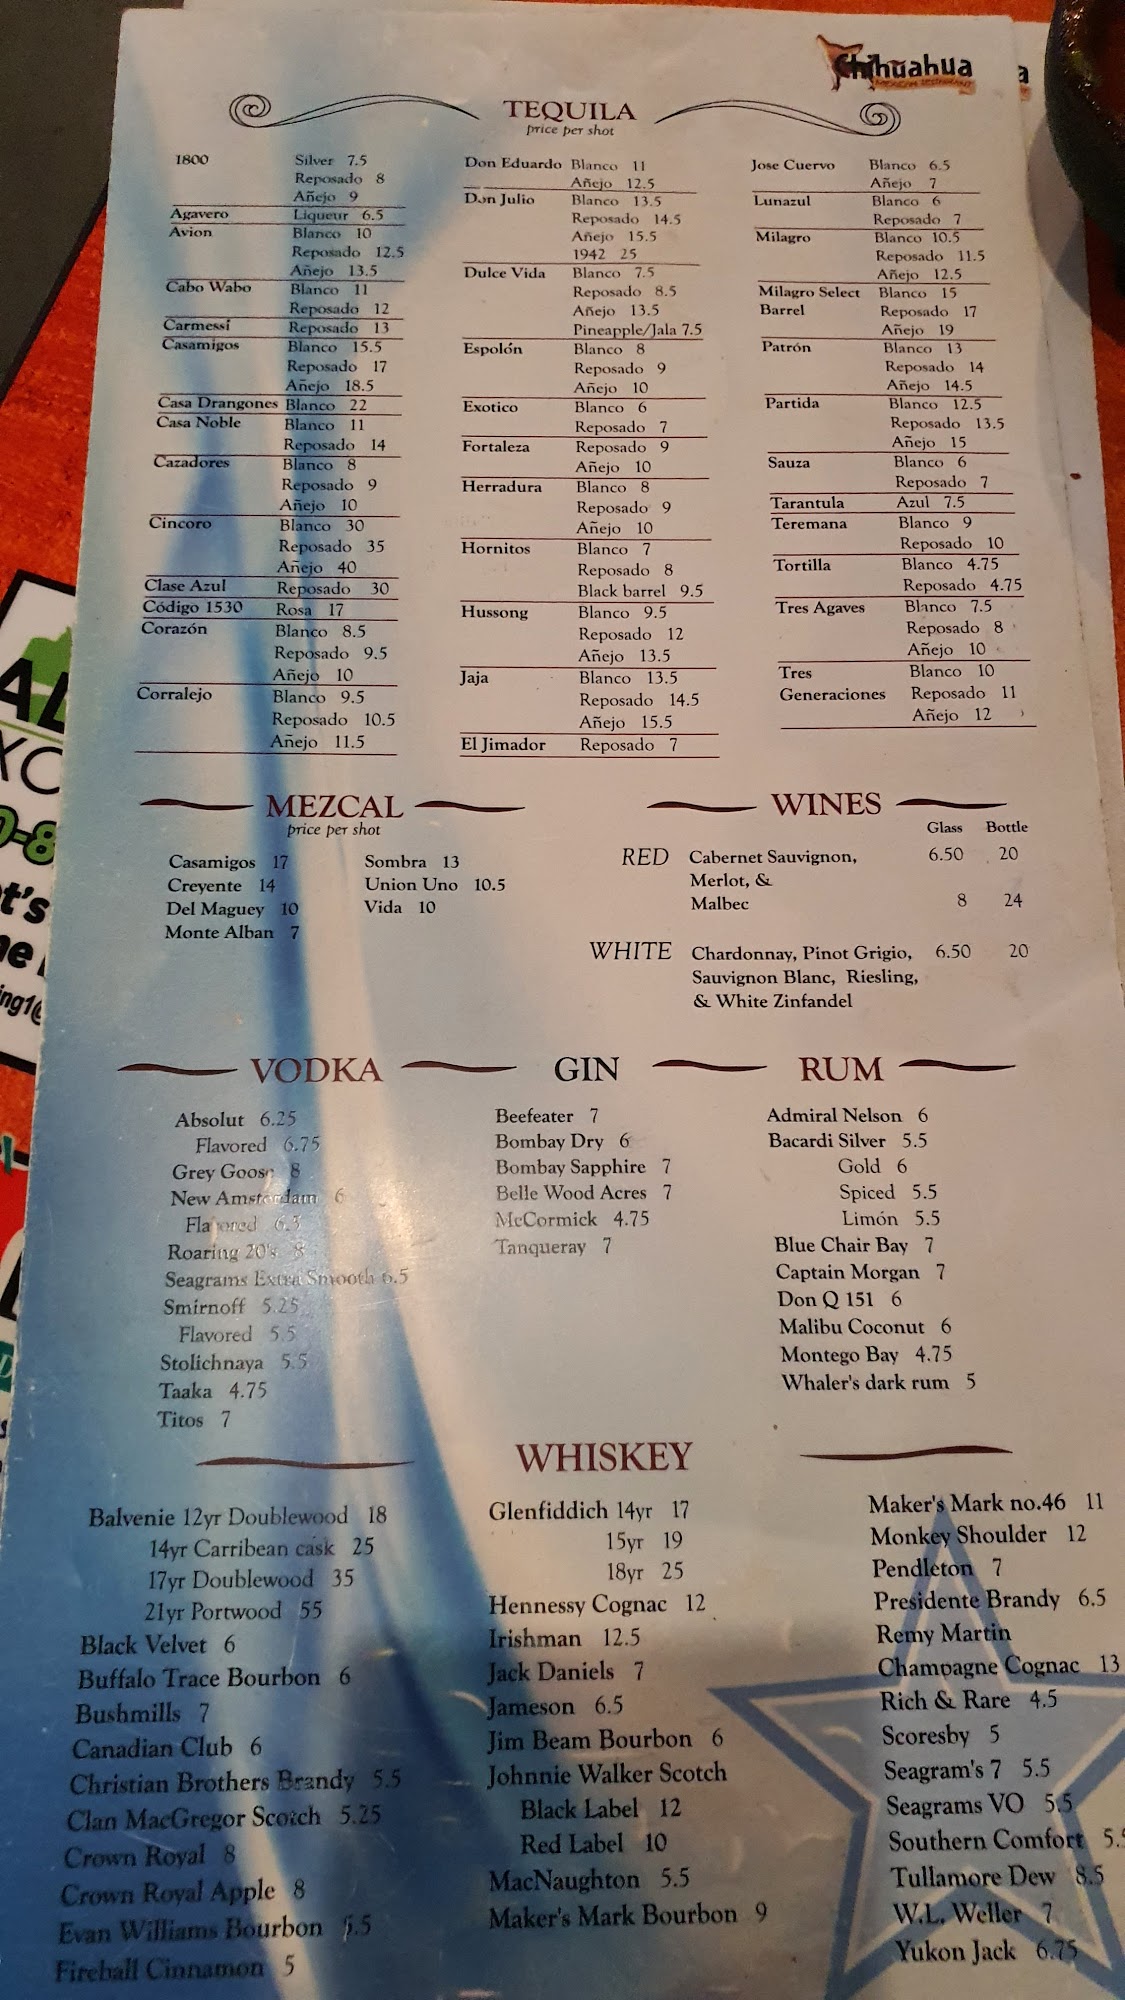 Chihuahua
MEXICAN RESTAURANT
a
TEQUILA
price per shot
1800 Silver 7.5
Reposado 8
Añejo 9
Agavero Liqueur 6.5
Avion Blanco 10
Reposado 12.5
Añejo 13.5
Cabo Wabo Blanco 11
Reposado 12
Carmessí Reposado 13
Casamigos Blanco 15.5
Reposado 17
Añejo 18.5
Casa Drangones Blanco 22
Casa Noble Blanco 11
Reposado 14
Cazadores Blanco 8
Reposado 9
Añejo 10
Cincoro Blanco 30
Reposado 35
Añejo 40
Clase Azul Reposado 30
Código 1530 Rosa 17
Corazón Blanco 8.5
Reposado 9.5
Añejo 10
Corralejo Blanco 9.5
Reposado 10.5
Añejo 11.5
Don Eduardo Blanco 11
Añejo 12.5
Don Julio Blanco 13.5
Reposado 14.5
Añejo 15.5
1942 25
Dulce Vida Blanco 7.5
Reposado 8.5
Añejo 13.5
Pineapple/Jala 7.5
Espolón Blanco 8
Reposado 9
Añejo 10
Exotico Blanco 6
Reposado 7
Fortaleza Reposado 9
Añejo 10
Herradura Blanco 8
Reposado 9
Añejo 10
Hornitos Blanco 7
Reposado 8
Black barrel 9.5
Hussong Blanco 9.5
Reposado 12
Añejo 13.5
Jaja Blanco 13.5
Reposado 14.5
Añejo 15.5
El Jimador Reposado 7
Jose Cuervo Blanco 6.5
Añejo 7
Lunazul Blanco 6
Reposado 7
Milagro Blanco 10.5
Reposado 11.5
Añejo 12.5
Milagro Select Blanco 15
Barrel Reposado 17
Añejo 19
Patrón Blanco 13
Reposado 14
Añejo 14.5
Partida Blanco 12.5
Reposado 13.5
Añejo 15
Sauza Blanco 6
Reposado 7
Tarantula Azul 7.5
Teremana Blanco 9
Reposado 10
Tortilla Blanco 4.75
Reposado 4.75
Tres Agaves Blanco 7.5
Reposado 8
Añejo 10
Tres Blanco 10
Generaciones Reposado 11
Añejo 12
MEZCAL
price per shot
Casamigos 17
Creyente 14
Del Maguey 10
Monte Alban 7
Sombra 13
Union Uno 10.5
Vida 10
WINES
Glass Bottle
RED Cabernet Sauvignon, 6.50 20
Merlot, &
Malbec 8 24
WHITE Chardonnay, Pinot Grigio, 6.50 20
Sauvignon Blanc, Riesling,
& White Zinfandel
VODKA
Absolut 6.25
Flavored 6.75
Grey Goose 8
New Amsterdam 6
Flavored 6.5
Roaring 20's 8
Seagrams Extra Smooth 6.5
Smirnoff 5.25
Flavored 5.5
Stolichnaya 5.5
Taaka 4.75
Titos 7
GIN
Beefeater 7
Bombay Dry 6
Bombay Sapphire 7
Belle Wood Acres 7
McCormick 4.75
Tanqueray 7
RUM
Admiral Nelson 6
Bacardi Silver 5.5
Gold 6
Spiced 5.5
Limón 5.5
Blue Chair Bay 7
Captain Morgan 7
Don Q 151 6
Malibu Coconut 6
Montego Bay 4.75
Whaler's dark rum 5
WHISKEY
Balvenie 12yr Doublewood 18
14yr Carribean cask 25
17yr Doublewood 35
21yr Portwood 55
Black Velvet 6
Buffalo Trace Bourbon 6
Bushmills 7
Canadian Club 6
Christian Brothers Brandy 5.5
Clan MacGregor Scotch 5.25
Crown Royal 8
Crown Royal Apple 8
Evan Williams Bourbon 5.5
Fireball Cinnamon 5
Glenfiddich 14yr 17
15yr 19
18yr 25
Hennessy Cognac 12
Irishman 12.5
Jack Daniels 7
Jameson 6.5
Jim Beam Bourbon 6
Johnnie Walker Scotch
Black Label 12
Red Label 10
MacNaughton 5.5
Maker's Mark Bourbon 9
Maker's Mark no.46 11
Monkey Shoulder 12
Pendleton 7
Presidente Brandy 6.5
Remy Martin
Champagne Cognac 13
Rich & Rare 4.5
Scoresby 5
Seagram's 7 5.5
Seagrams VO 5.5
Southern Comfort 5.5
Tullamore Dew 8.5
W.L. Weller 7
Yukon Jack 6.75